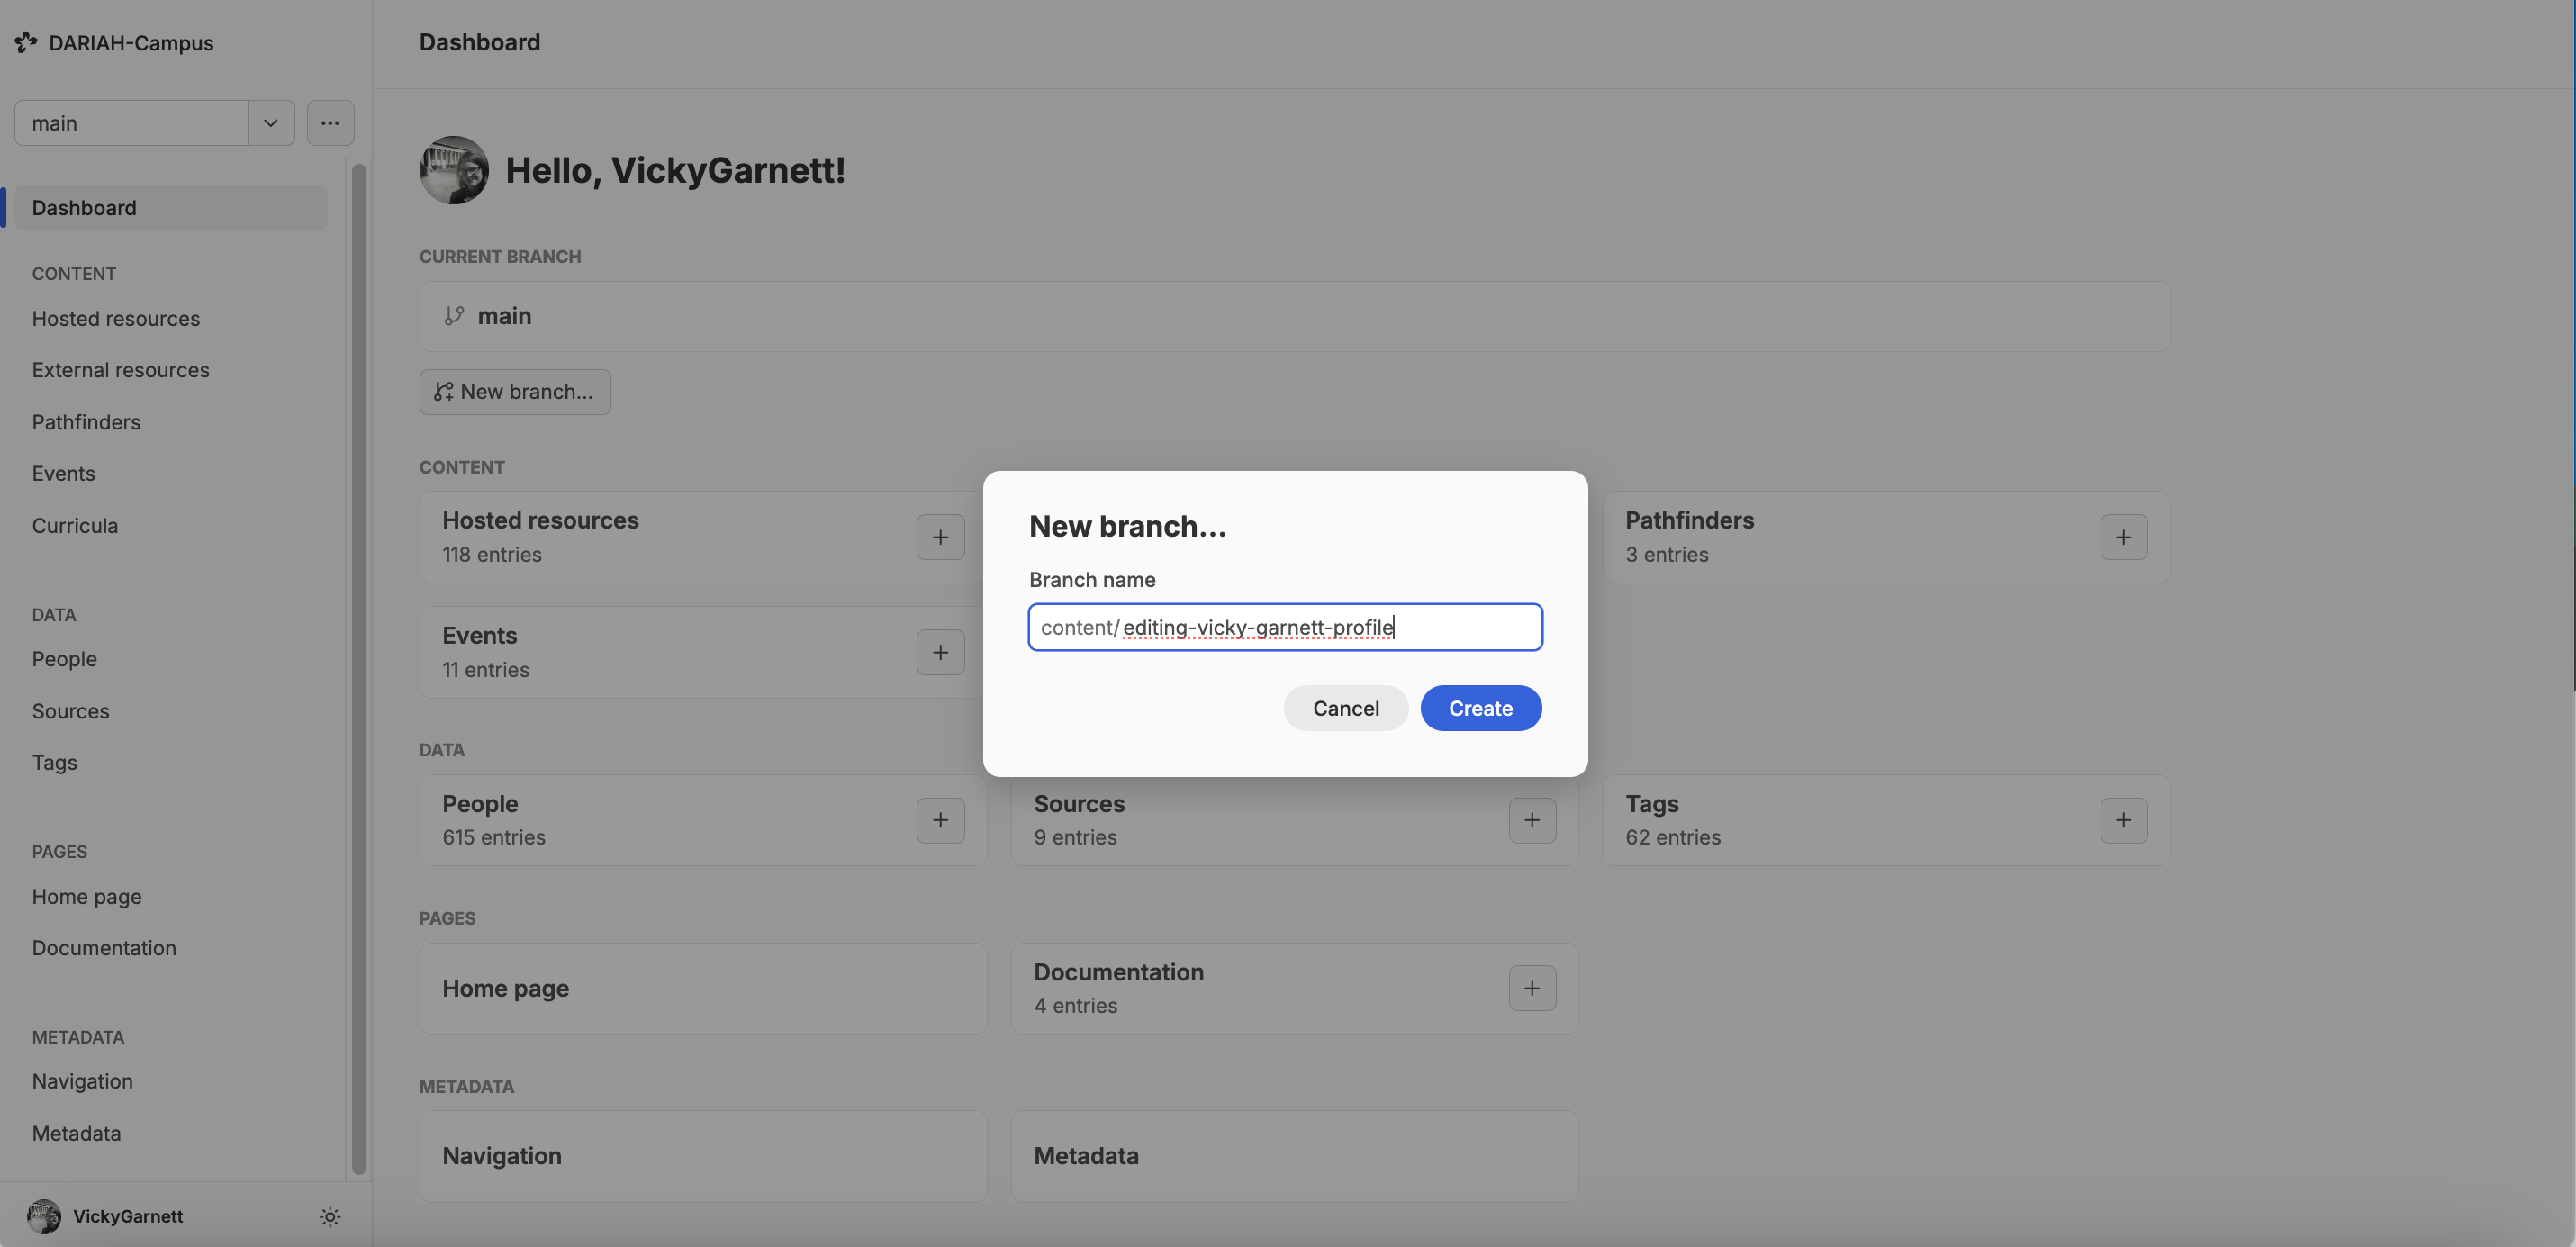 DARIAH-Campus
main
Dashboard
CONTENT
Hosted resources
External resources
Pathfinders
Events
Curricula
DATA
People
Sources
Tags
PAGES
Home page
Documentation
METADATA
Navigation
Metadata
VickyGarnett
Dashboard
Hello, VickyGarnett!
CURRENT BRANCH
main
New branch...
CONTENT
Hosted resources
118 entries
Pathfinders
3 entries
Events
11 entries
New branch...
Branch name
content/editing-vicky-garnett-profile
Cancel
Create
DATA
People
615 entries
Sources
9 entries
Tags
62 entries
PAGES
Home page
Documentation
4 entries
METADATA
Navigation
Metadata